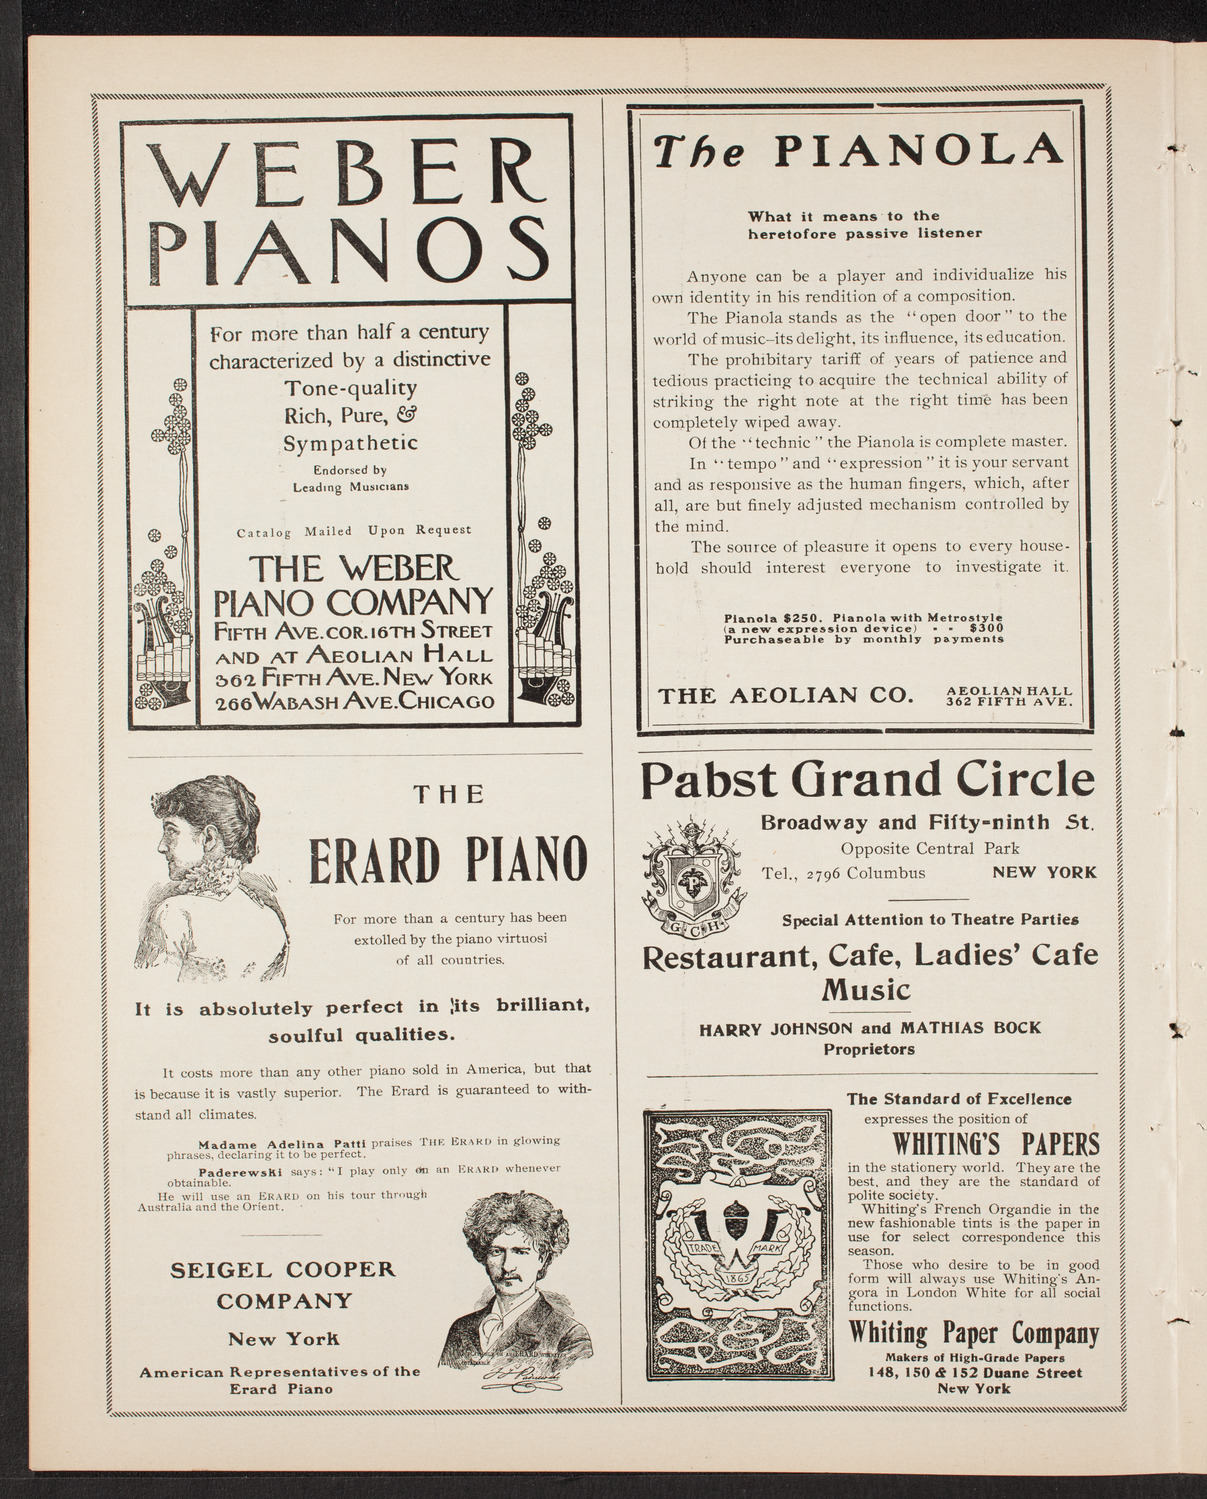 WEBER
PIANOS
For more than half a century
characterized by a distinctive
Tone-quality
Rich, Pure, &
Sympathetic
Endorsed by
Leading Musicians
Catalog Mailed Upon Request
THE WEBER
PIANO COMPANY
FIFTH AVE. COR. 16TH STREET
AND AT AEOLIAN HALL
362 FIFTH AVE. NEW YORK
266 WABASH AVE. CHICAGO
THE
ERARD PIANO
For more than a century has been
extolled by the piano virtuosi
of all countries.
It is absolutely perfect in its brilliant,
soulful qualities.
It costs more than any other piano sold in America, but that
is because it is vastly superior. The Erard is guaranteed to with-
stand all climates.
Madame Adelina Patti praises THE ERARD in glowing
phrases, declaring it to be perfect.
Paderewski says: "I play only on an ERARD whenever
obtainable.
He will use an ERARD on his tour through
Australia and the Orient.
SEIGEL COOPER
COMPANY
New York
American Representatives of the
Erard Piano
The PIANOLA
What it means to the
heretofore passive listener
Anyone can be a player and individualize his
own identity in his rendition of a composition.
The Pianola stands as the "open door" to the
world of music—its delight, its influence, its education.
The prohibitary tariff of years of patience and
tedious practicing to acquire the technical ability of
striking the right note at the right time has been
completely wiped away.
Of the "technic" the Pianola is complete master.
In "tempo" and "expression" it is your servant
and as responsive as the human fingers, which, after
all, are but finely adjusted mechanism controlled by
the mind.
The source of pleasure it opens to every house-
hold should interest everyone to investigate it.
Pianola $250. Pianola with Metrostyle
(a new expression device) - - $300
Purchaseable by monthly payments
THE AEOLIAN CO. AEOLIAN HALL
362 FIFTH AVE.
Pabst Grand Circle
Broadway and Fifty-ninth St.
Opposite Central Park
Tel., 2796 Columbus NEW YORK
P
G C H
Special Attention to Theatre Parties
Restaurant, Cafe, Ladies' Cafe
Music
HARRY JOHNSON and MATHIAS BOCK
Proprietors
The Standard of Excellence
expresses the position of
WHITING'S PAPERS
in the stationery world. They are the
best, and they are the standard of
polite society.
Whiting's French Organdie in the
new fashionable tints is the paper in
use for select correspondence this
season.
Those who desire to be in good
form will always use Whiting's An-
gora in London White for all social
functions.
Whiting Paper Company
Makers of High-Grade Papers
148, 150 & 152 Duane Street
New York
TRADE MARK
1865